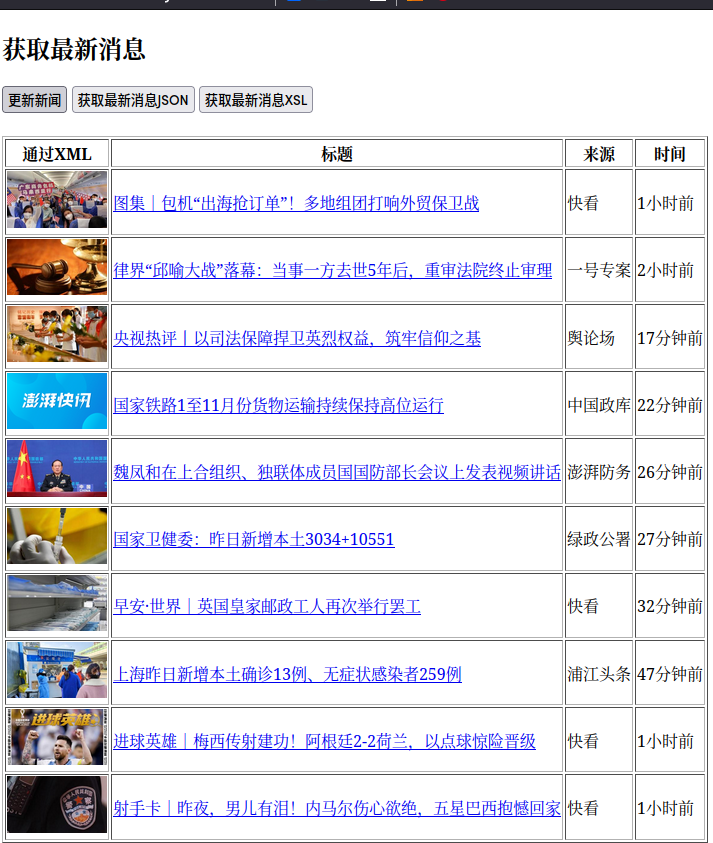 获取最新消息
更新新闻 获取最新消息JSON 获取最新消息XSL
通过XML 标题 来源 时间
图集｜包机“出海抢订单”！多地组团打响外贸保卫战 快看 1小时前
律界“邱喻大战”落幕：当事一方去世5年后，重审法院终止审理 一号专案 2小时前
央视热评丨以司法保障捍卫英烈权益，筑牢信仰之基 舆论场 17分钟前
澎湃快讯 国家铁路1至11月份货物运输持续保持高位运行 中国政库 22分钟前
魏凤和在上合组织、独联体成员国国防部长会议上发表视频讲话 澎湃防务 26分钟前
国家卫健委：昨日新增本土3034+10551 绿政公署 27分钟前
早安·世界｜英国皇家邮政工人再次举行罢工 快看 32分钟前
上海昨日新增本土确诊13例、无症状感染者259例 浦江头条 47分钟前
进球英雄 进球英雄｜梅西传射建功！阿根廷2-2荷兰，以点球惊险晋级 快看 1小时前
射手卡｜昨夜，男儿有泪！内马尔伤心欲绝，五星巴西抱憾回家 快看 1小时前